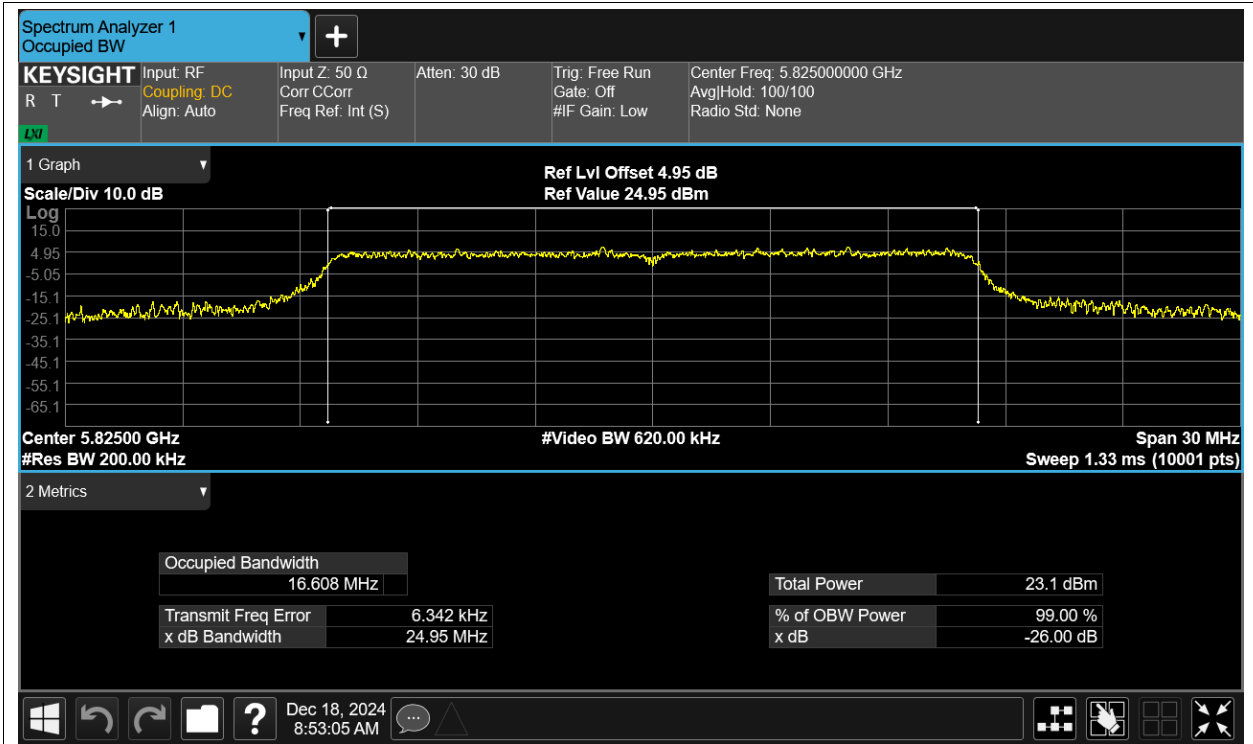 Spectrum Analyzer 1
Occupied BW
+
KEYSIGHT
R T
LXI
Input: RF
Coupling: DC
Align: Auto
Input Z: 50 Ω
Corr CCorr
Freq Ref: Int (S)
Atten: 30 dB
Trig: Free Run
Gate: Off
#IF Gain: Low
Center Freq: 5.825000000 GHz
Avg|Hold: 100/100
Radio Std: None
1 Graph
Scale/Div 10.0 dB
Ref Lvl Offset 4.95 dB
Ref Value 24.95 dBm
Log
15.0
4.95
-5.05
-15.1
-25.1
-35.1
-45.1
-55.1
-65.1
Center 5.82500 GHz
#Res BW 200.00 kHz
#Video BW 620.00 kHz
Span 30 MHz
Sweep 1.33 ms (10001 pts)
2 Metrics
Occupied Bandwidth
16.608 MHz
Transmit Freq Error 6.342 kHz
x dB Bandwidth 24.95 MHz
Total Power 23.1 dBm
% of OBW Power 99.00 %
x dB -26.00 dB
?
Dec 18, 2024
8:53:05 AM